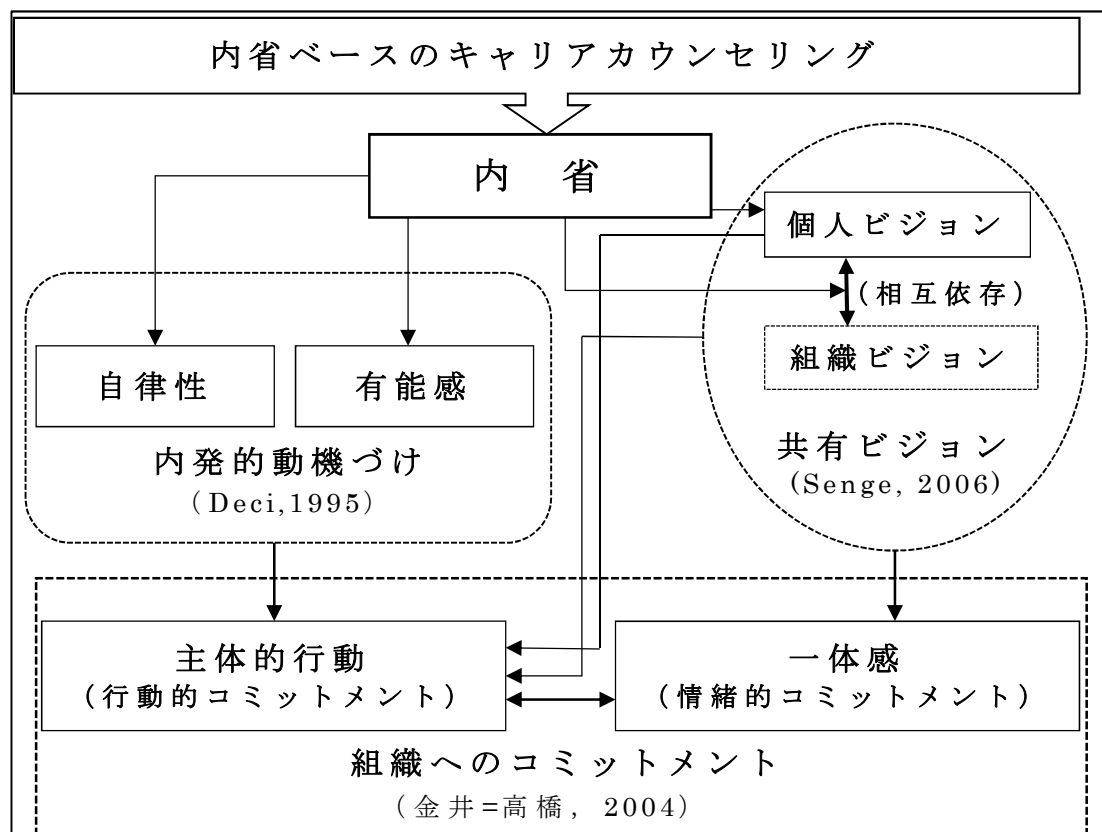 内省ベースのキャリアカウンセリング
内 省
個人ビジョン
(相互依存)
組織ビジョン
共有ビジョン
(Senge, 2006)
自律性
有能感
内発的動機づけ
(Deci,1995)
主体的行動
(行動的コミットメント)
一体感
(情緒的コミットメント)
組織へのコミットメント
(金井=高橋, 2004)